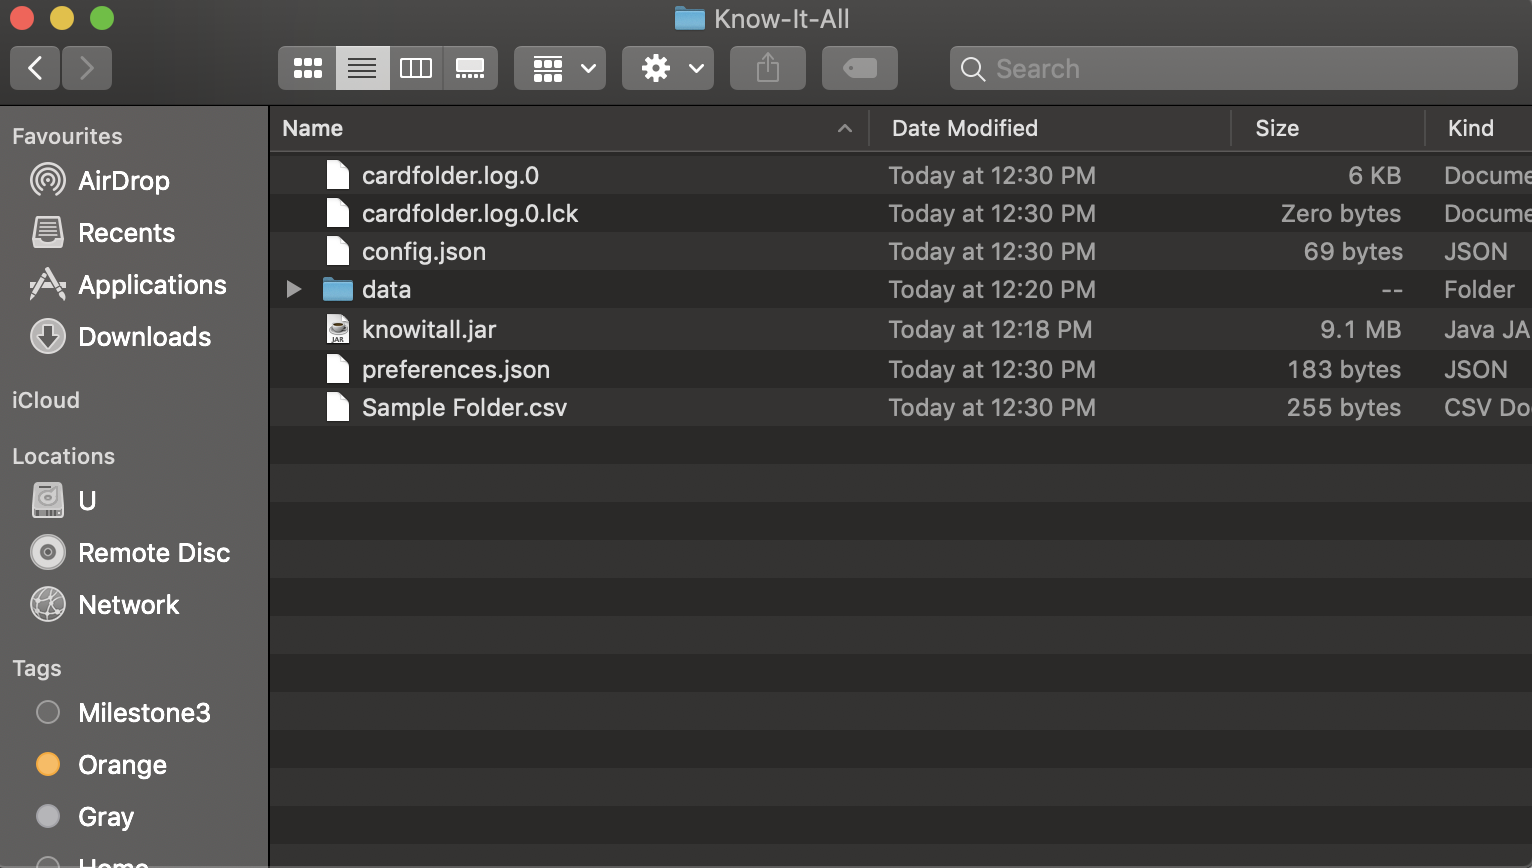 Know-It-All
Search
Favourites
AirDrop
Recents
Applications
Downloads
iCloud
Locations
U
Remote Disc
Network
Tags
Milestone3
Orange
Gray
Home
Name Date Modified Size Kind
cardfolder.log.0 Today at 12:30 PM 6 KB Docume
cardfolder.log.0.lck Today at 12:30 PM Zero bytes Docume
config.json Today at 12:30 PM 69 bytes JSON
data Today at 12:20 PM -- Folder
JAR knowitall.jar Today at 12:18 PM 9.1 MB Java JA
preferences.json Today at 12:30 PM 183 bytes JSON
Sample Folder.csv Today at 12:30 PM 255 bytes CSV Do